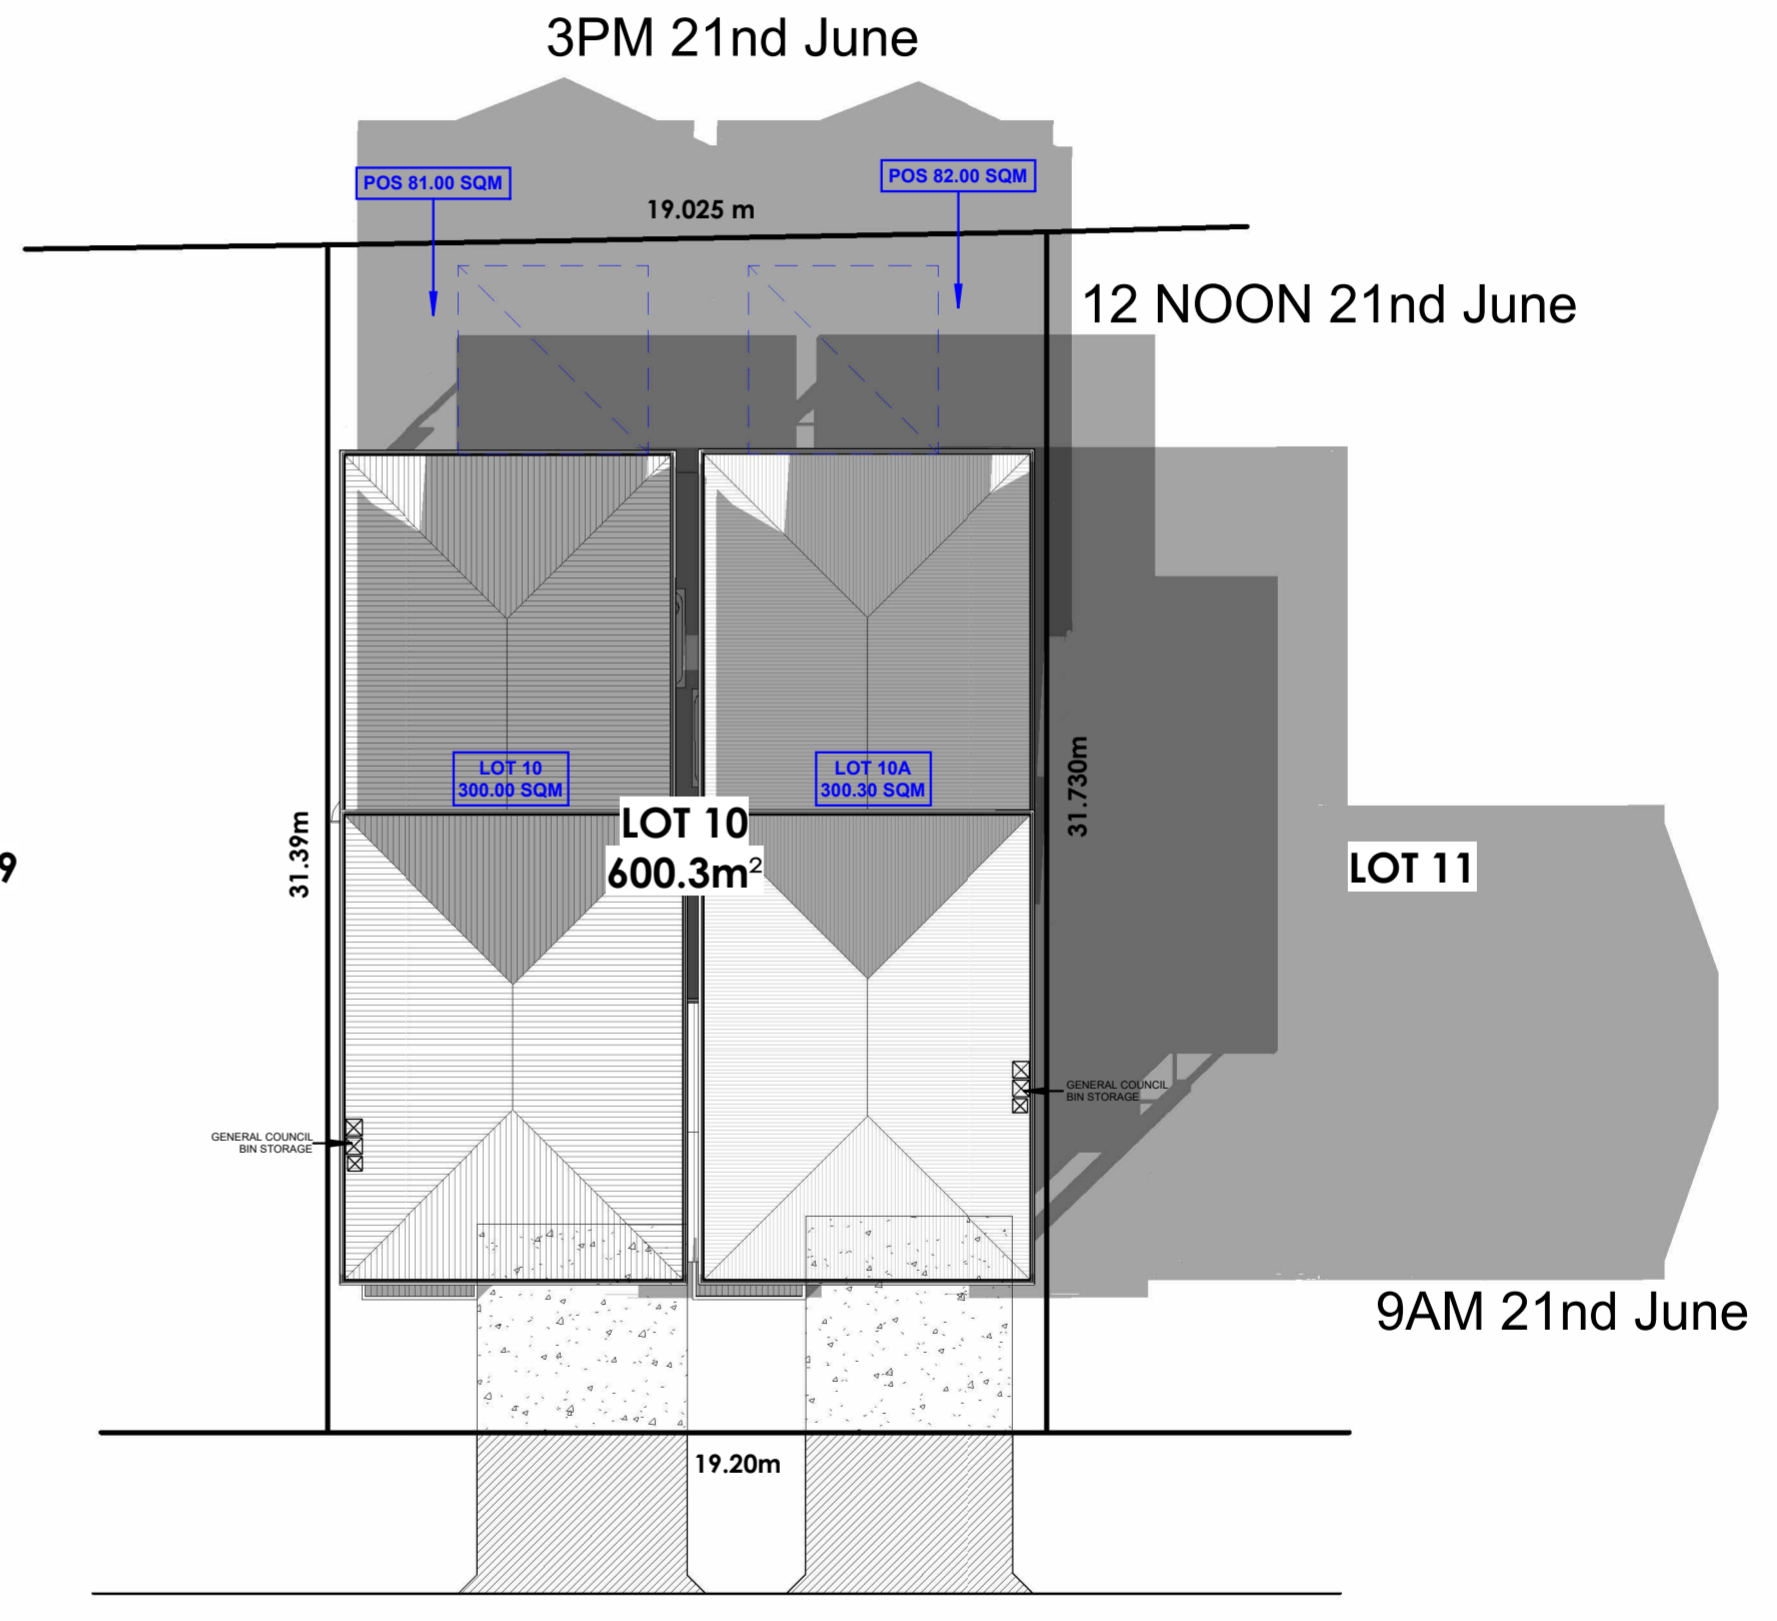 3PM 21nd June
POS 81.00 SQM
POS 82.00 SQM
19.025 m
12 NOON 21nd June
LOT 10
300.00 SQM
LOT 10A
300.30 SQM
LOT 10
600.3m²
31.39m
31.730m
9
LOT 11
GENERAL COUNCIL
BIN STORAGE
GENERAL COUNCIL
BIN STORAGE
9AM 21nd June
19.20m